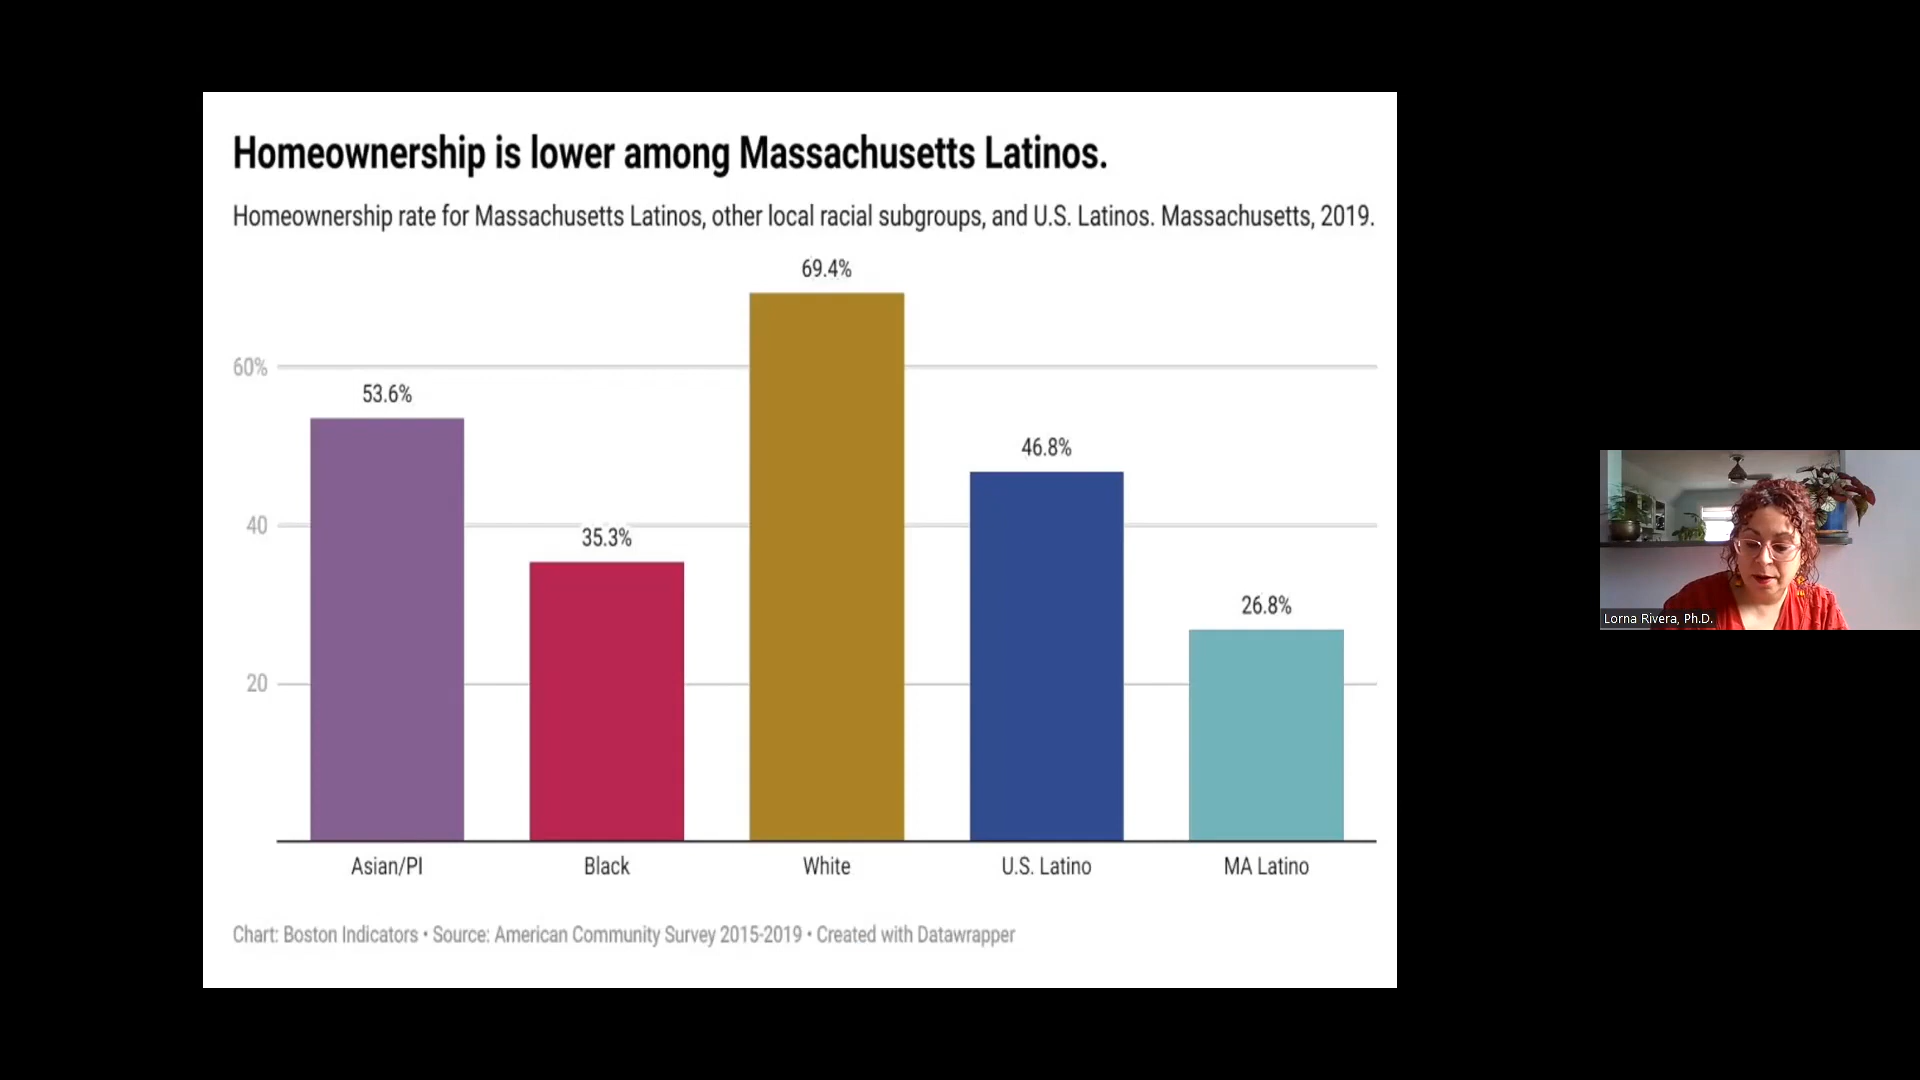 Homeownership is lower among Massachusetts Latinos.
Homeownership rate for Massachusetts Latinos, other local racial subgroups, and U.S. Latinos. Massachusetts, 2019.
69.4%
60%
53.6%
46.8%
40
35.3%
26.8%
20
Asian/PI
Black
White
U.S. Latino
MA Latino
Chart: Boston Indicators • Source: American Community Survey 2015-2019 • Created with Datawrapper
Lorna Rivera, Ph.D.